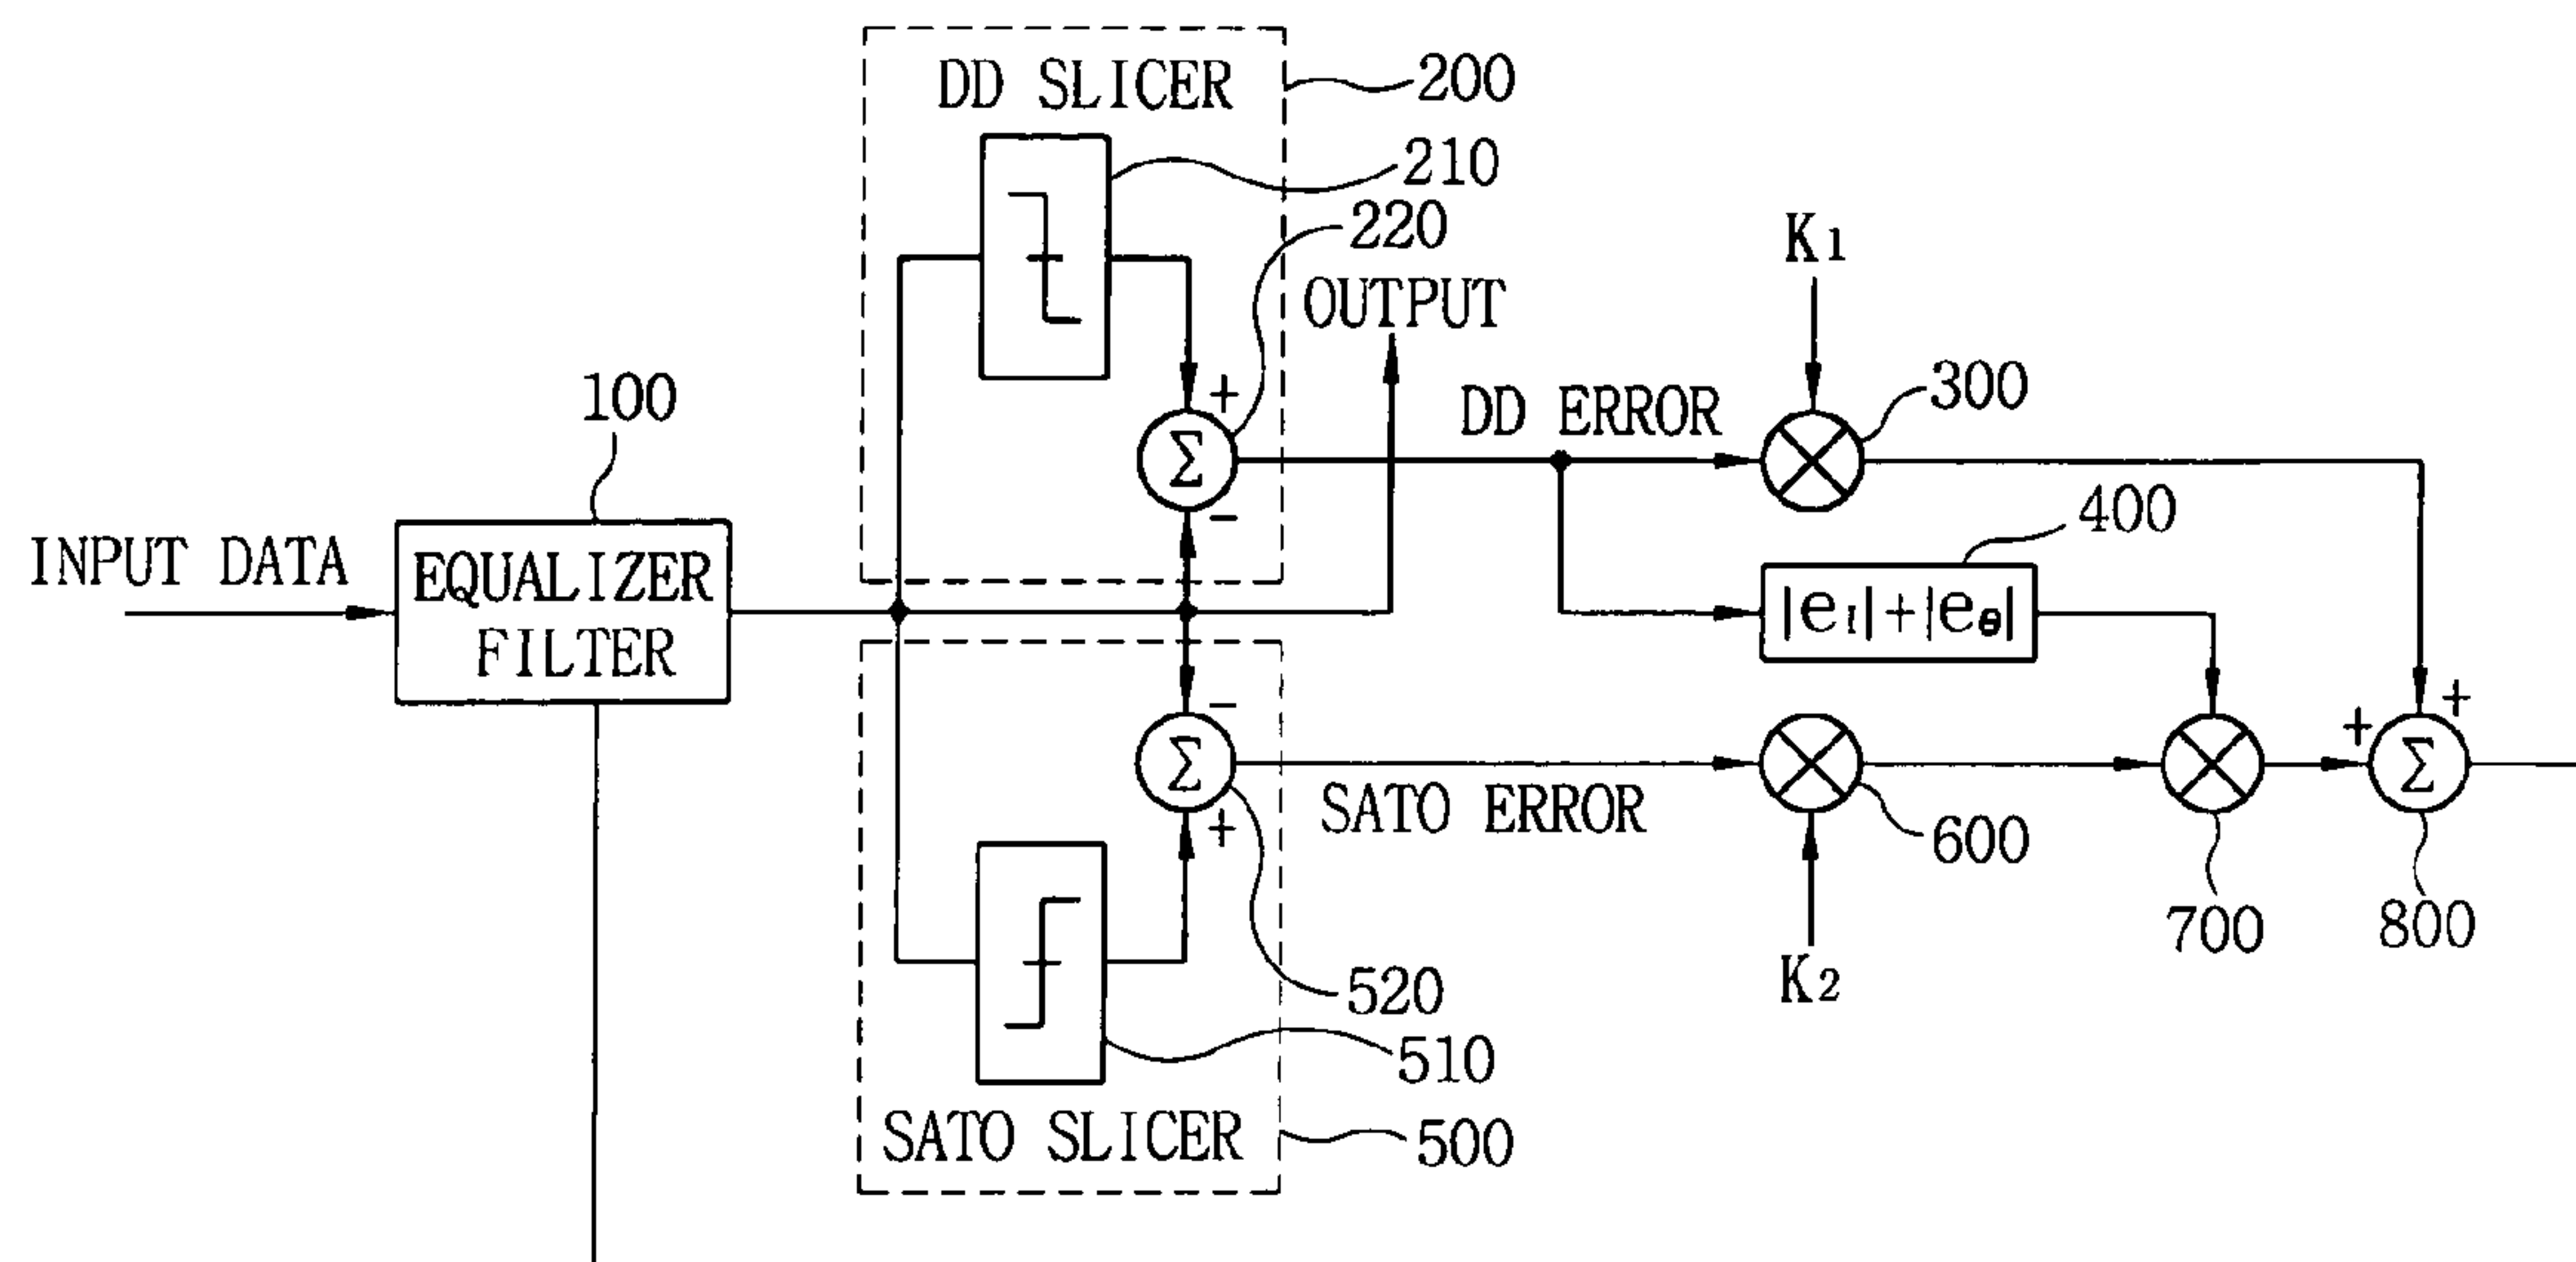 DD SLICER
200
210
220
OUTPUT
K1
100
DD ERROR
300
400
INPUT DATA
EQUALIZER
FILTER
+
Σ
−
|eI|+|eθ|
−
Σ
+
+
+
Σ
SATO ERROR
600
700
800
K2
520
510
SATO SLICER
500